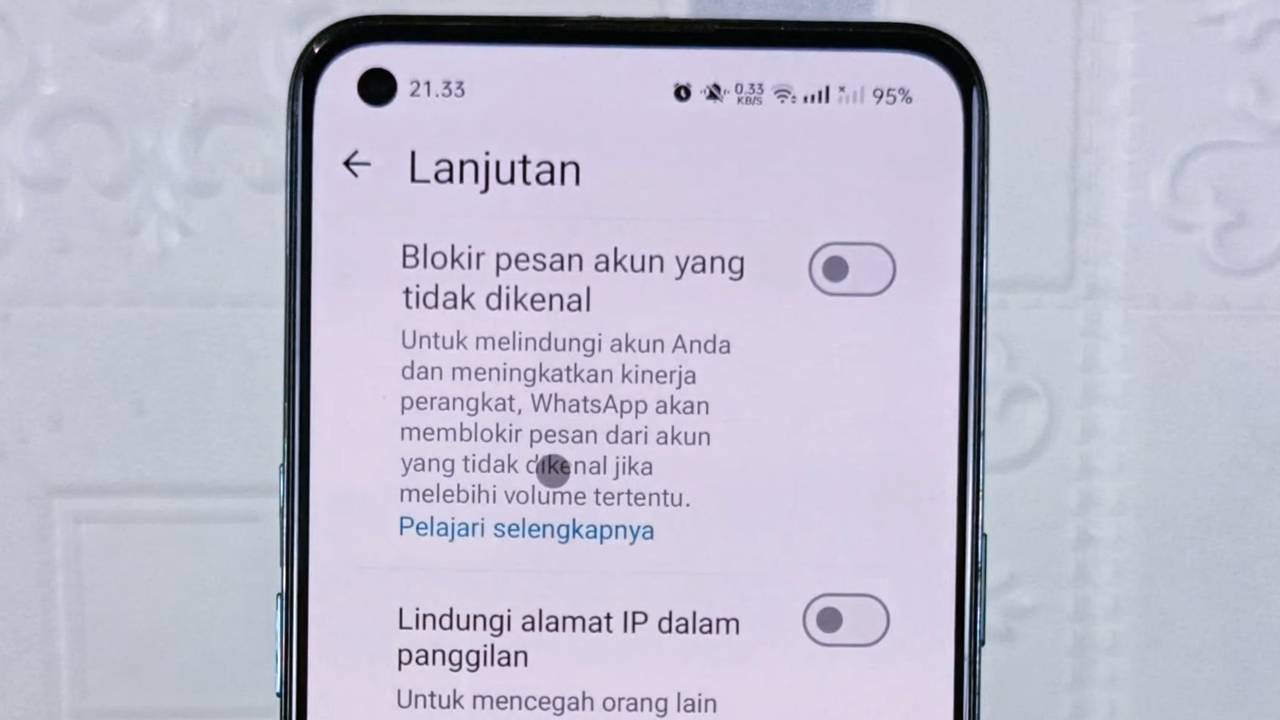 21.33
0.33
KB/S
95%
Lanjutan
Blokir pesan akun yang
tidak dikenal
Untuk melindungi akun Anda
dan meningkatkan kinerja
perangkat, WhatsApp akan
memblokir pesan dari akun
yang tidak dikenal jika
melebihi volume tertentu.
Pelajari selengkapnya
Lindungi alamat IP dalam
panggilan
Untuk mencegah orang lain